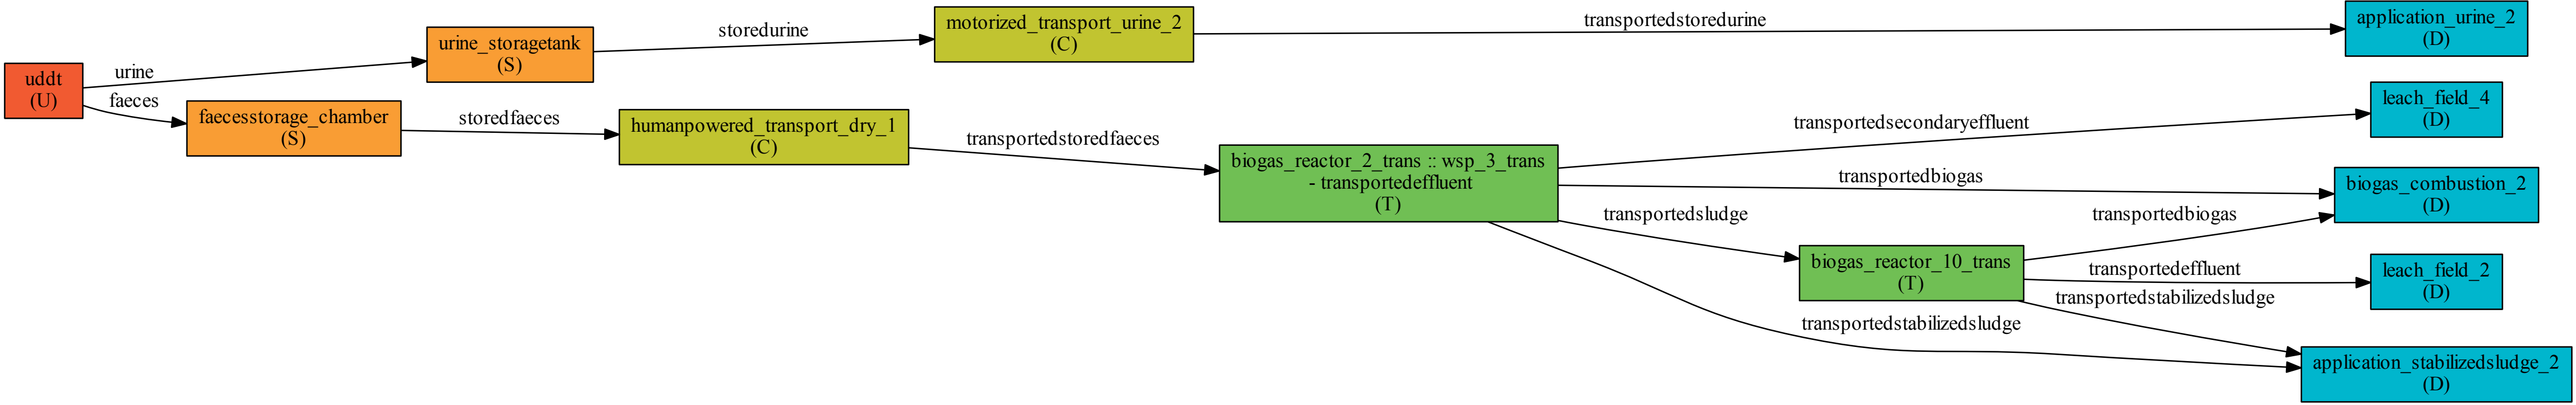 uddt
(U)
urine
faeces
urine_storagetank
(S)
faecesstorage_chamber
(S)
storedurine
storedfaeces
motorized_transport_urine_2
(C)
humanpowered_transport_dry_1
(C)
transportedstoredurine
transportedstoredfaeces
biogas_reactor_2_trans :: wsp_3_trans
- transportedeffluent
(T)
transportedsecondaryeffluent
transportedbiogas
transportedsludge
transportedstabilizedsludge
biogas_reactor_10_trans
(T)
transportedbiogas
transportedeffluent
transportedstabilizedsludge
application_urine_2
(D)
leach_field_4
(D)
biogas_combustion_2
(D)
leach_field_2
(D)
application_stabilizedsludge_2
(D)